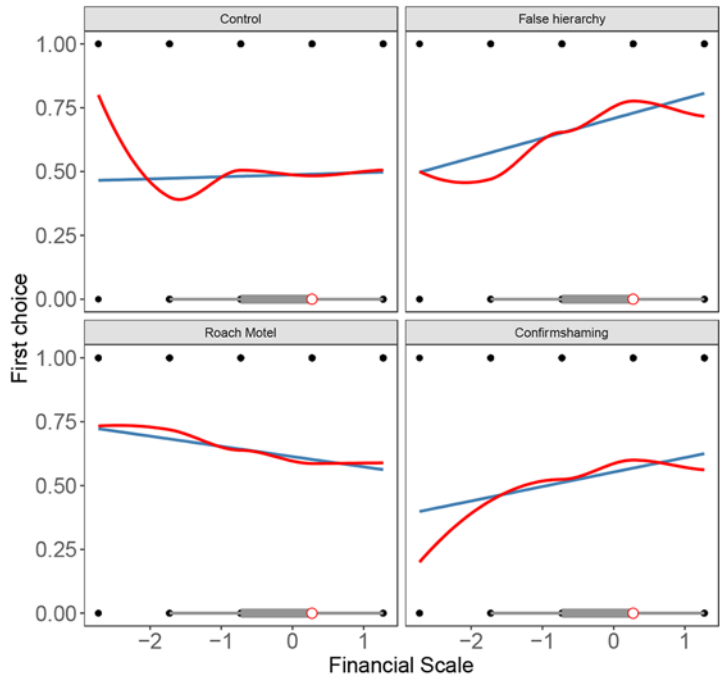 Control
False hierarchy
1.00
0.75
0.50
0.25
0.00
First choice
Roach Motel
Confirmshaming
1.00
0.75
0.50
0.25
0.00
−2 −1 0 1 −2 −1 0 1
Financial Scale